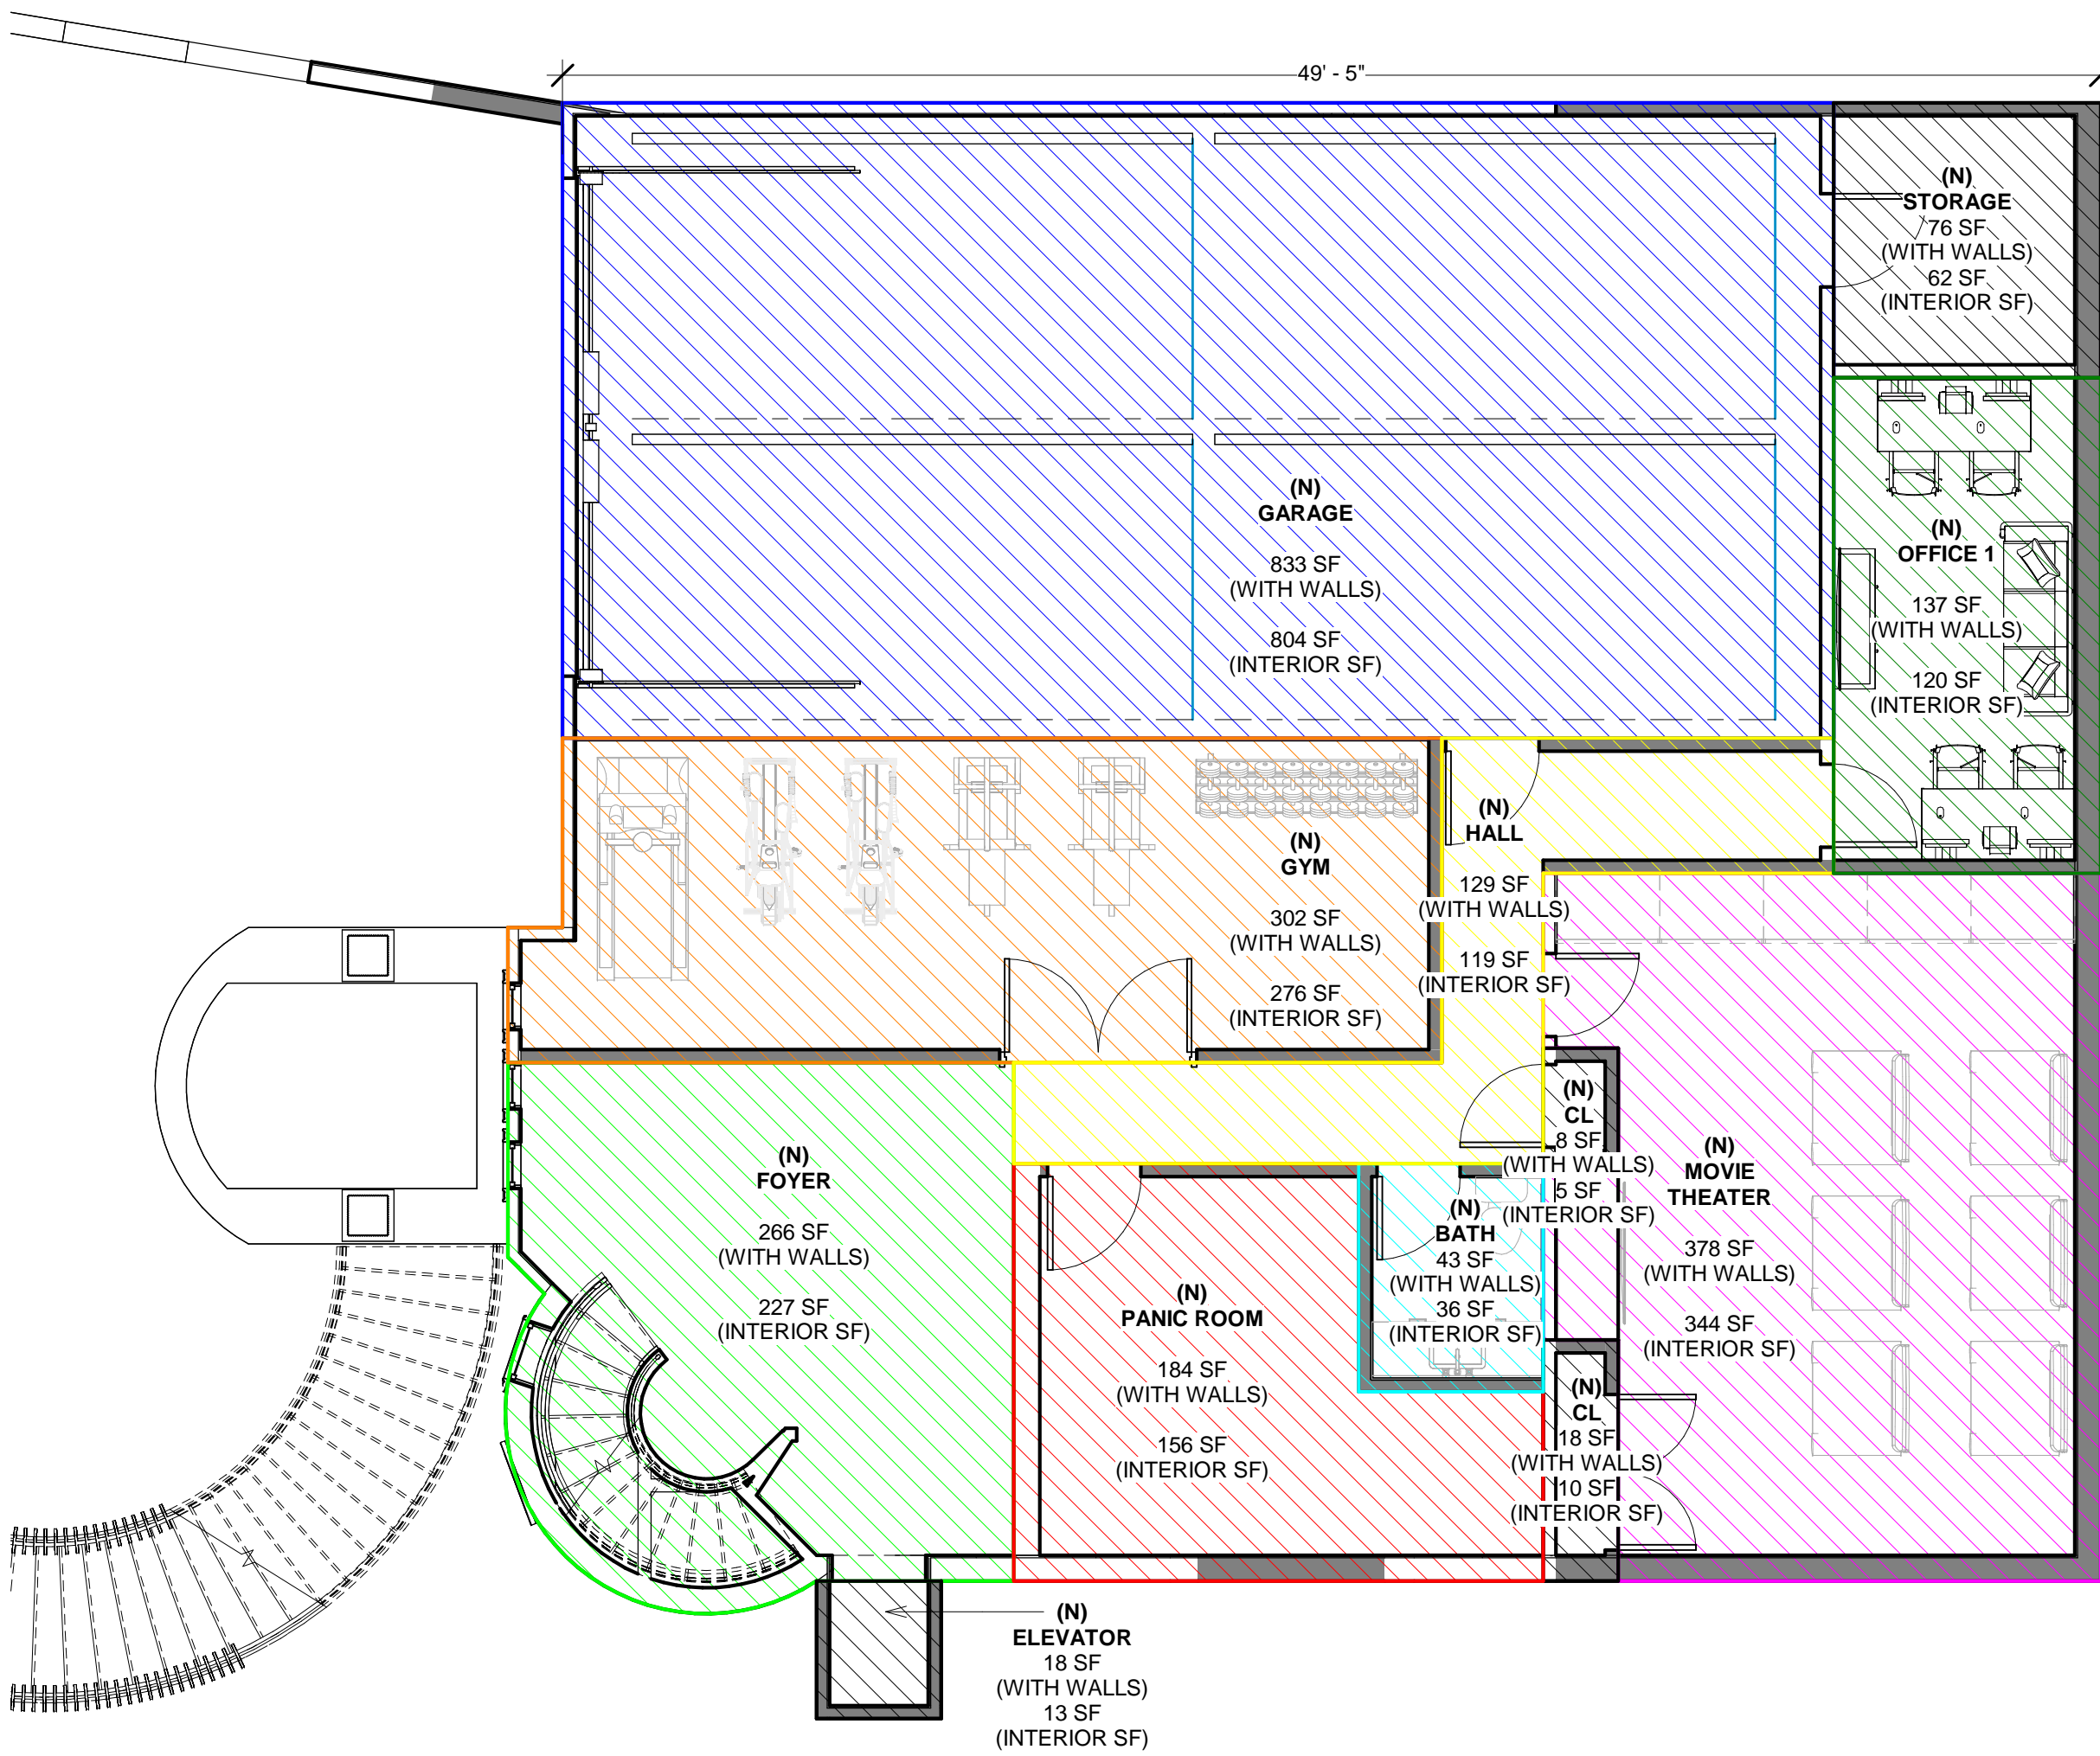 49' - 5"
(N)
STORAGE
76 SF
(WITH WALLS)
62 SF
(INTERIOR SF)
(N)
GARAGE
833 SF
(WITH WALLS)
804 SF
(INTERIOR SF)
(N)
OFFICE 1
137 SF
(WITH WALLS)
120 SF
(INTERIOR SF)
(N)
HALL
129 SF
(WITH WALLS)
119 SF
(INTERIOR SF)
(N)
GYM
302 SF
(WITH WALLS)
276 SF
(INTERIOR SF)
(N)
CL
8 SF
(WITH WALLS)
5 SF
(INTERIOR SF)
(N)
MOVIE
THEATER
378 SF
(WITH WALLS)
344 SF
(INTERIOR SF)
(N)
FOYER
266 SF
(WITH WALLS)
227 SF
(INTERIOR SF)
(N)
BATH
43 SF
(WITH WALLS)
36 SF
(INTERIOR SF)
(N)
PANIC ROOM
184 SF
(WITH WALLS)
156 SF
(INTERIOR SF)
(N)
CL
18 SF
(WITH WALLS)
10 SF
(INTERIOR SF)
(N)
ELEVATOR
18 SF
(WITH WALLS)
13 SF
(INTERIOR SF)